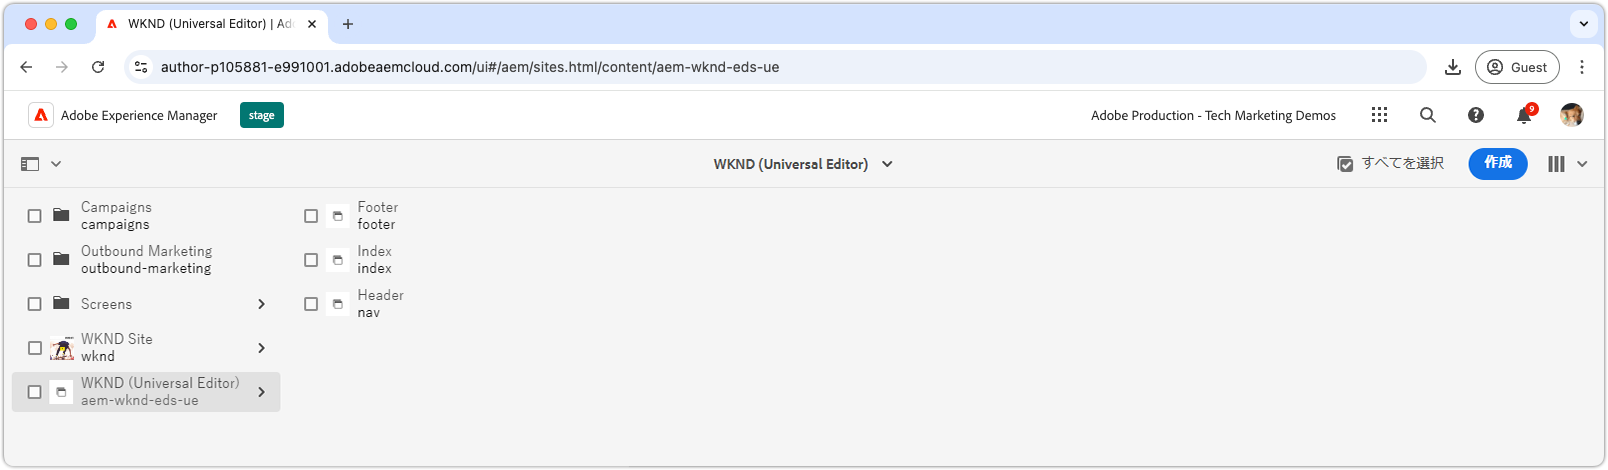 WKND (Universal Editor) | Ado
author-p105881-e991001.adobeaemcloud.com/ui#/aem/sites.html/content/aem-wknd-eds-ue
Guest
Adobe Experience Manager
stage
Adobe Production - Tech Marketing Demos
9
WKND (Universal Editor)
すべてを選択
作成
Campaigns
campaigns
Outbound Marketing
outbound-marketing
Screens
WKND Site
wknd
WKND (Universal Editor)
aem-wknd-eds-ue
Footer
footer
Index
index
Header
nav